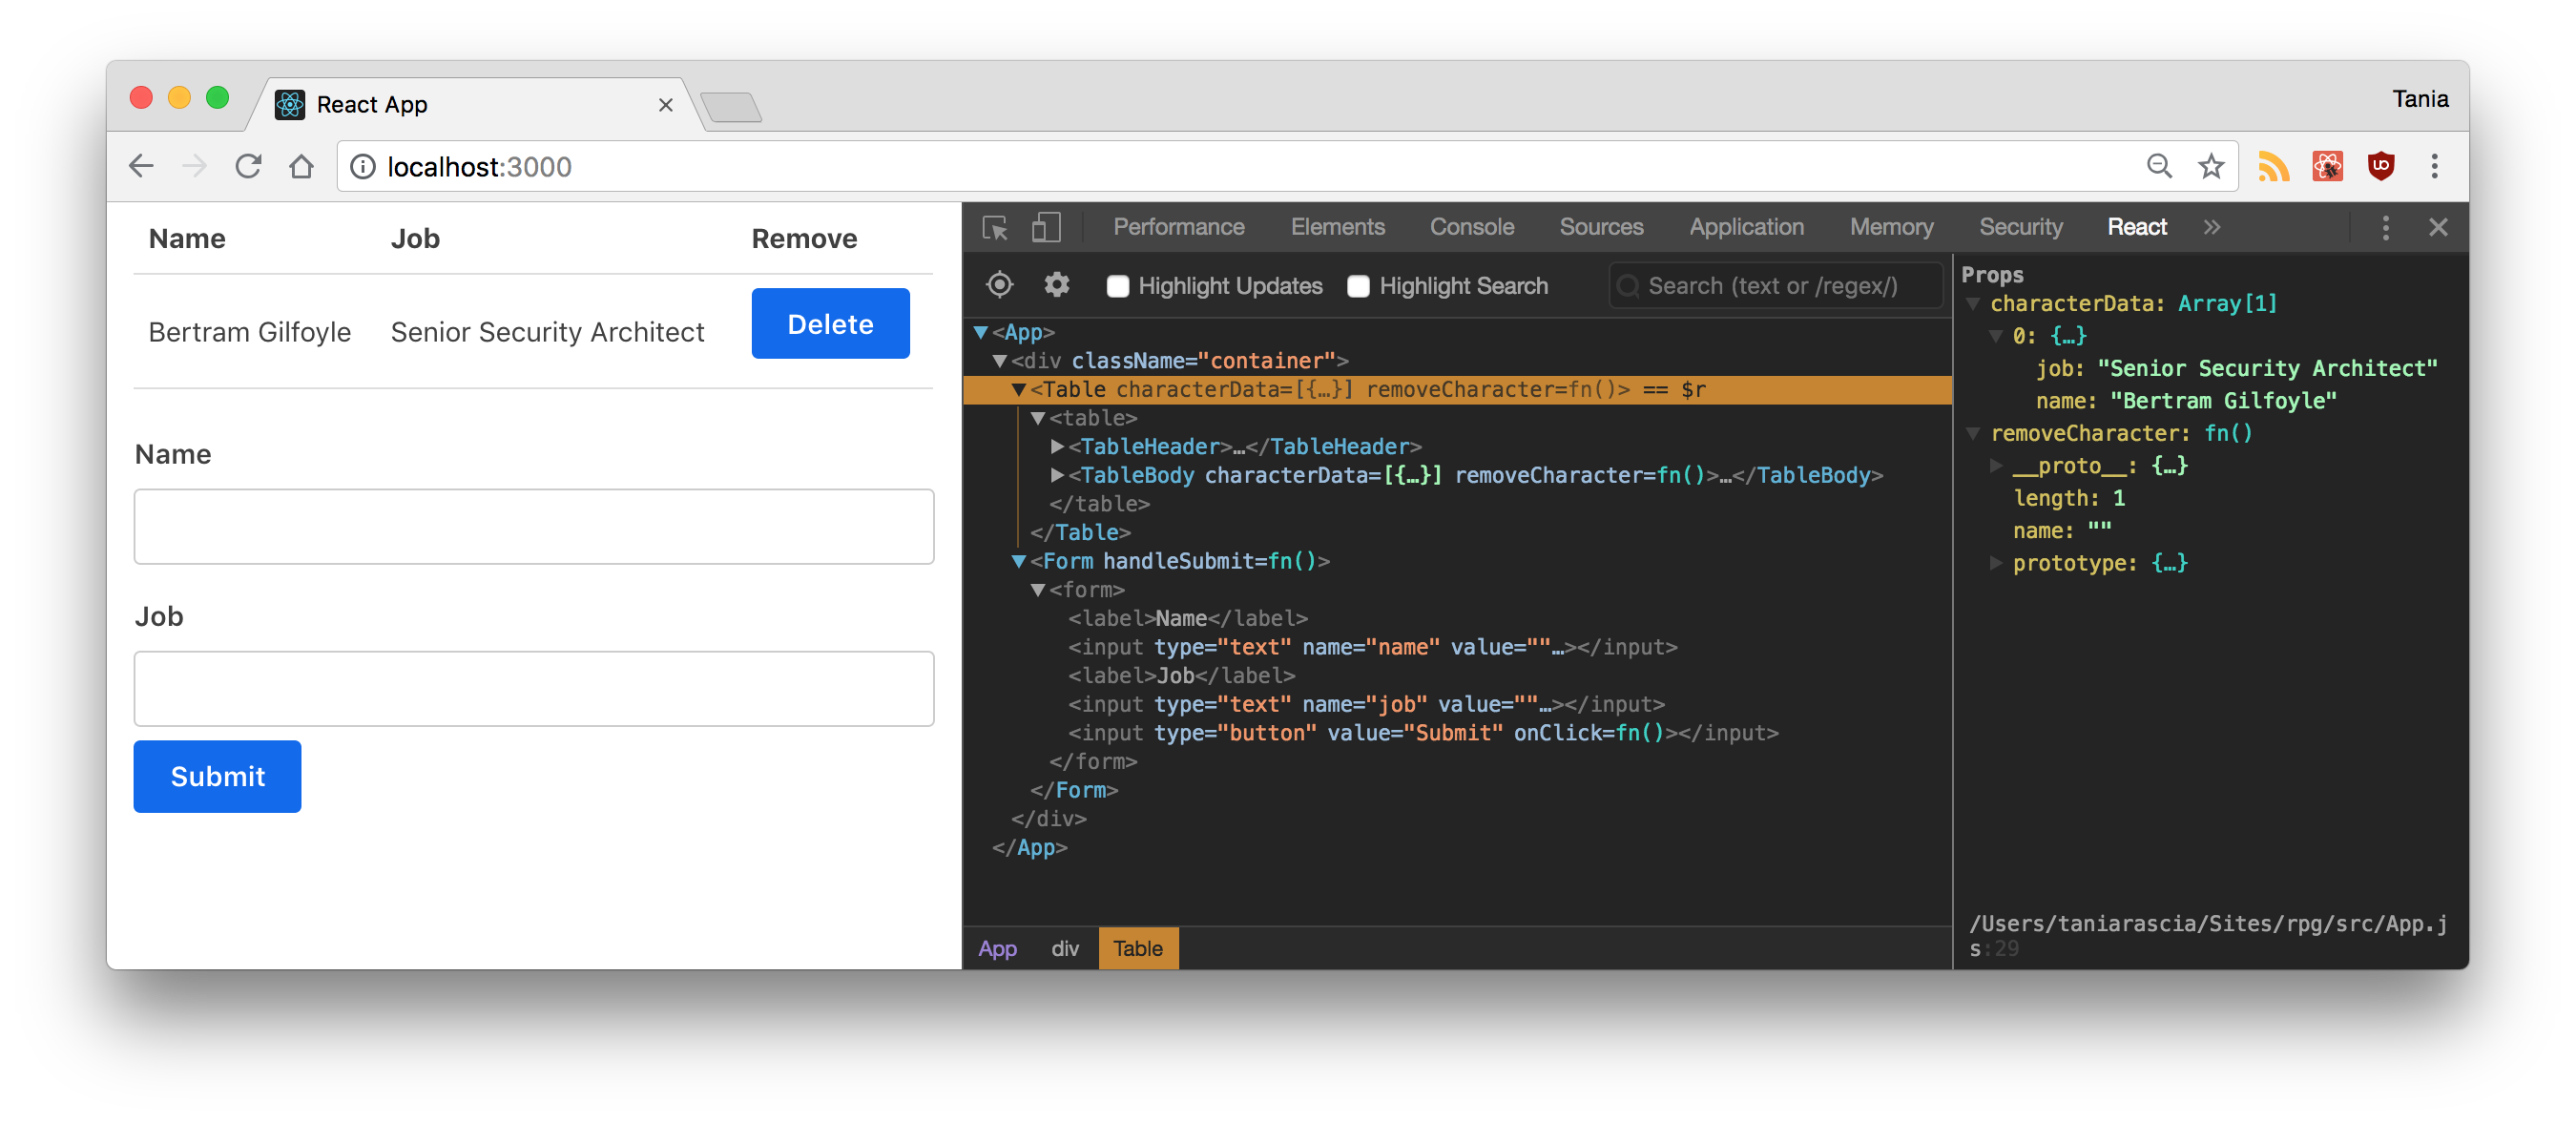 React App
Tania
localhost:3000
Name Job Remove
Bertram Gilfoyle Senior Security Architect Delete
Name
Job
Submit
Performance Elements Console Sources Application Memory Security React »
Highlight Updates Highlight Search Search (text or /regex/)
<App>
<div className="container">
<Table characterData=[{…}] removeCharacter=fn()> == $r
<table>
<TableHeader>…</TableHeader>
<TableBody characterData=[{…}] removeCharacter=fn()>…</TableBody>
</table>
</Table>
<Form handleSubmit=fn()>
<form>
<label>Name</label>
<input type="text" name="name" value=""…></input>
<label>Job</label>
<input type="text" name="job" value=""…></input>
<input type="button" value="Submit" onClick=fn()></input>
</form>
</Form>
</div>
</App>
App div Table
Props
characterData: Array[1]
0: {…}
job: "Senior Security Architect"
name: "Bertram Gilfoyle"
removeCharacter: fn()
__proto__: {…}
length: 1
name: ""
prototype: {…}
/Users/taniarascia/Sites/rpg/src/App.j
s:29